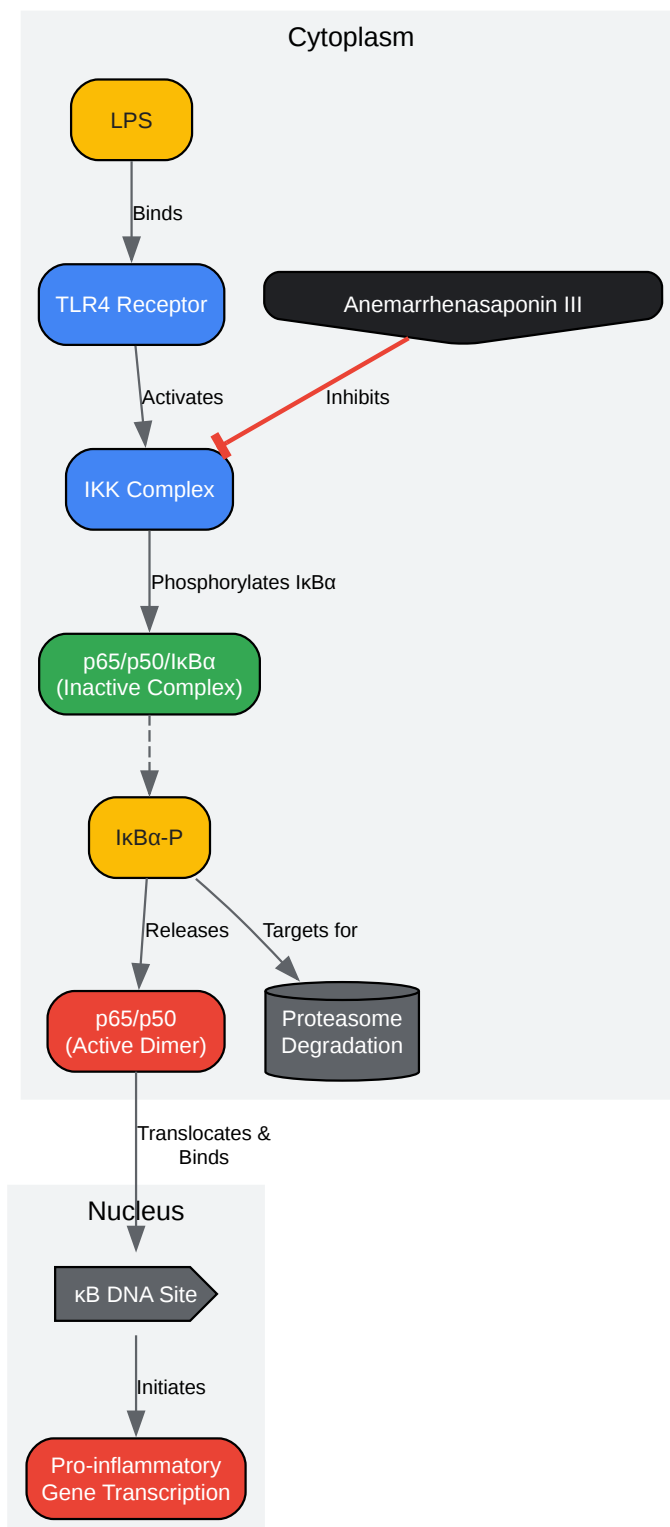 Cytoplasm
LPS
Binds
TLR4 Receptor
Anemarrhenasaponin III
Activates
Inhibits
IKK Complex
Phosphorylates IκBα
p65/p50/IκBα
(Inactive Complex)
IκBα-P
Releases
Targets for
p65/p50
(Active Dimer)
Proteasome
Degradation
Translocates &
Binds
Nucleus
κB DNA Site
Initiates
Pro-inflammatory
Gene Transcription